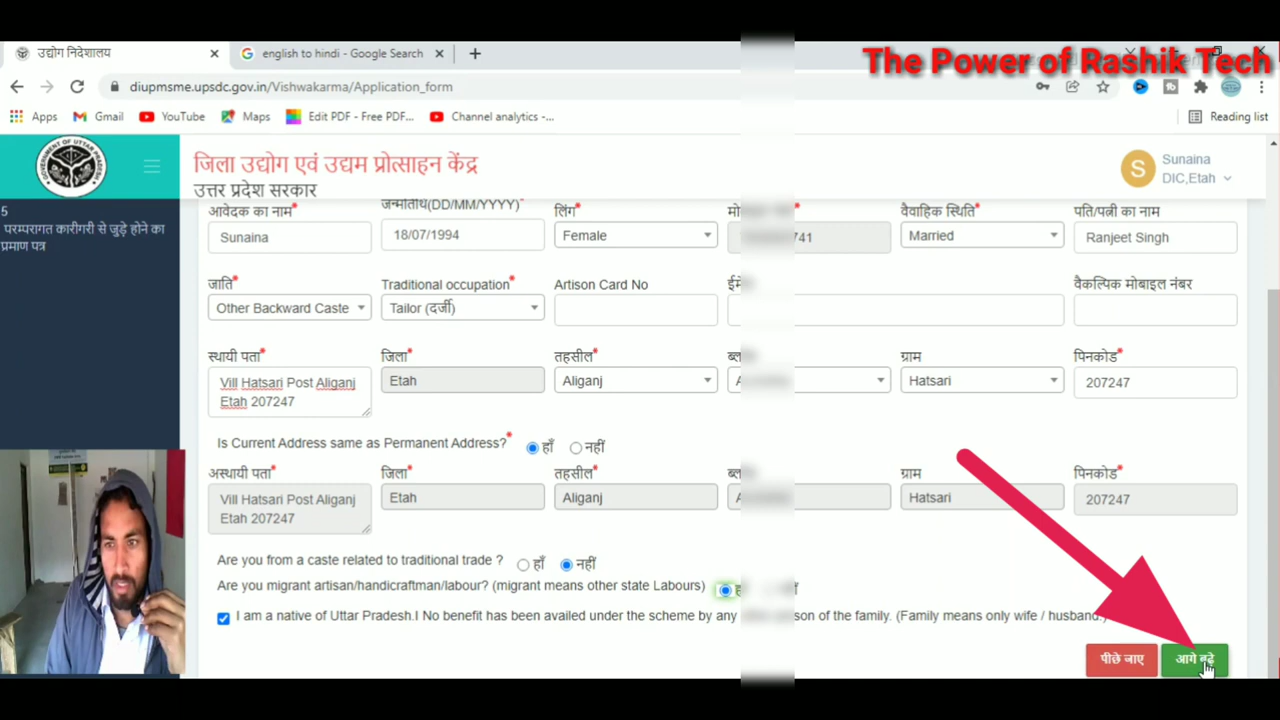 उद्योग निदेशालय
english to hindi - Google Search
The Power of Rashik Tech
diupmsme.upsdc.gov.in/Vishwakarma/Application_form
Apps Gmail YouTube Maps Edit PDF - Free PDF... Channel analytics -... Reading list
GOVERNMENT OF UTTAR PRADESH
जिला उद्योग एवं उद्यम प्रोत्साहन केंद्र
उत्तर प्रदेश सरकार
S Sunaina
DIC,Etah
5
परम्परागत कारीगरी से जुड़े होने का
प्रमाण पत्र
आवेदक का नाम* जन्मतिथि(DD/MM/YYYY)* लिंग* वैवाहिक स्थिति* पति/पत्नी का नाम
Sunaina 18/07/1994 Female 741 Married Ranjeet Singh
जाति* Traditional occupation* Artison Card No वैकल्पिक मोबाइल नंबर
Other Backward Caste Tailor (दर्जी)
स्थायी पता* जिला* तहसील* ग्राम पिनकोड*
Vill Hatsari Post Aliganj
Etah 207247
Etah Aliganj Hatsari 207247
Is Current Address same as Permanent Address?* हाँ नहीं
अस्थायी पता* जिला* तहसील* ग्राम पिनकोड*
Vill Hatsari Post Aliganj
Etah 207247
Etah Aliganj Hatsari 207247
Are you from a caste related to traditional trade ? हाँ नहीं
Are you migrant artisan/handicraftman/labour? (migrant means other state Labours)
I am a native of Uttar Pradesh.I No benefit has been availed under the scheme by any son of the family. (Family means only wife / husband.)
पीछे जाए आगे बढ़े